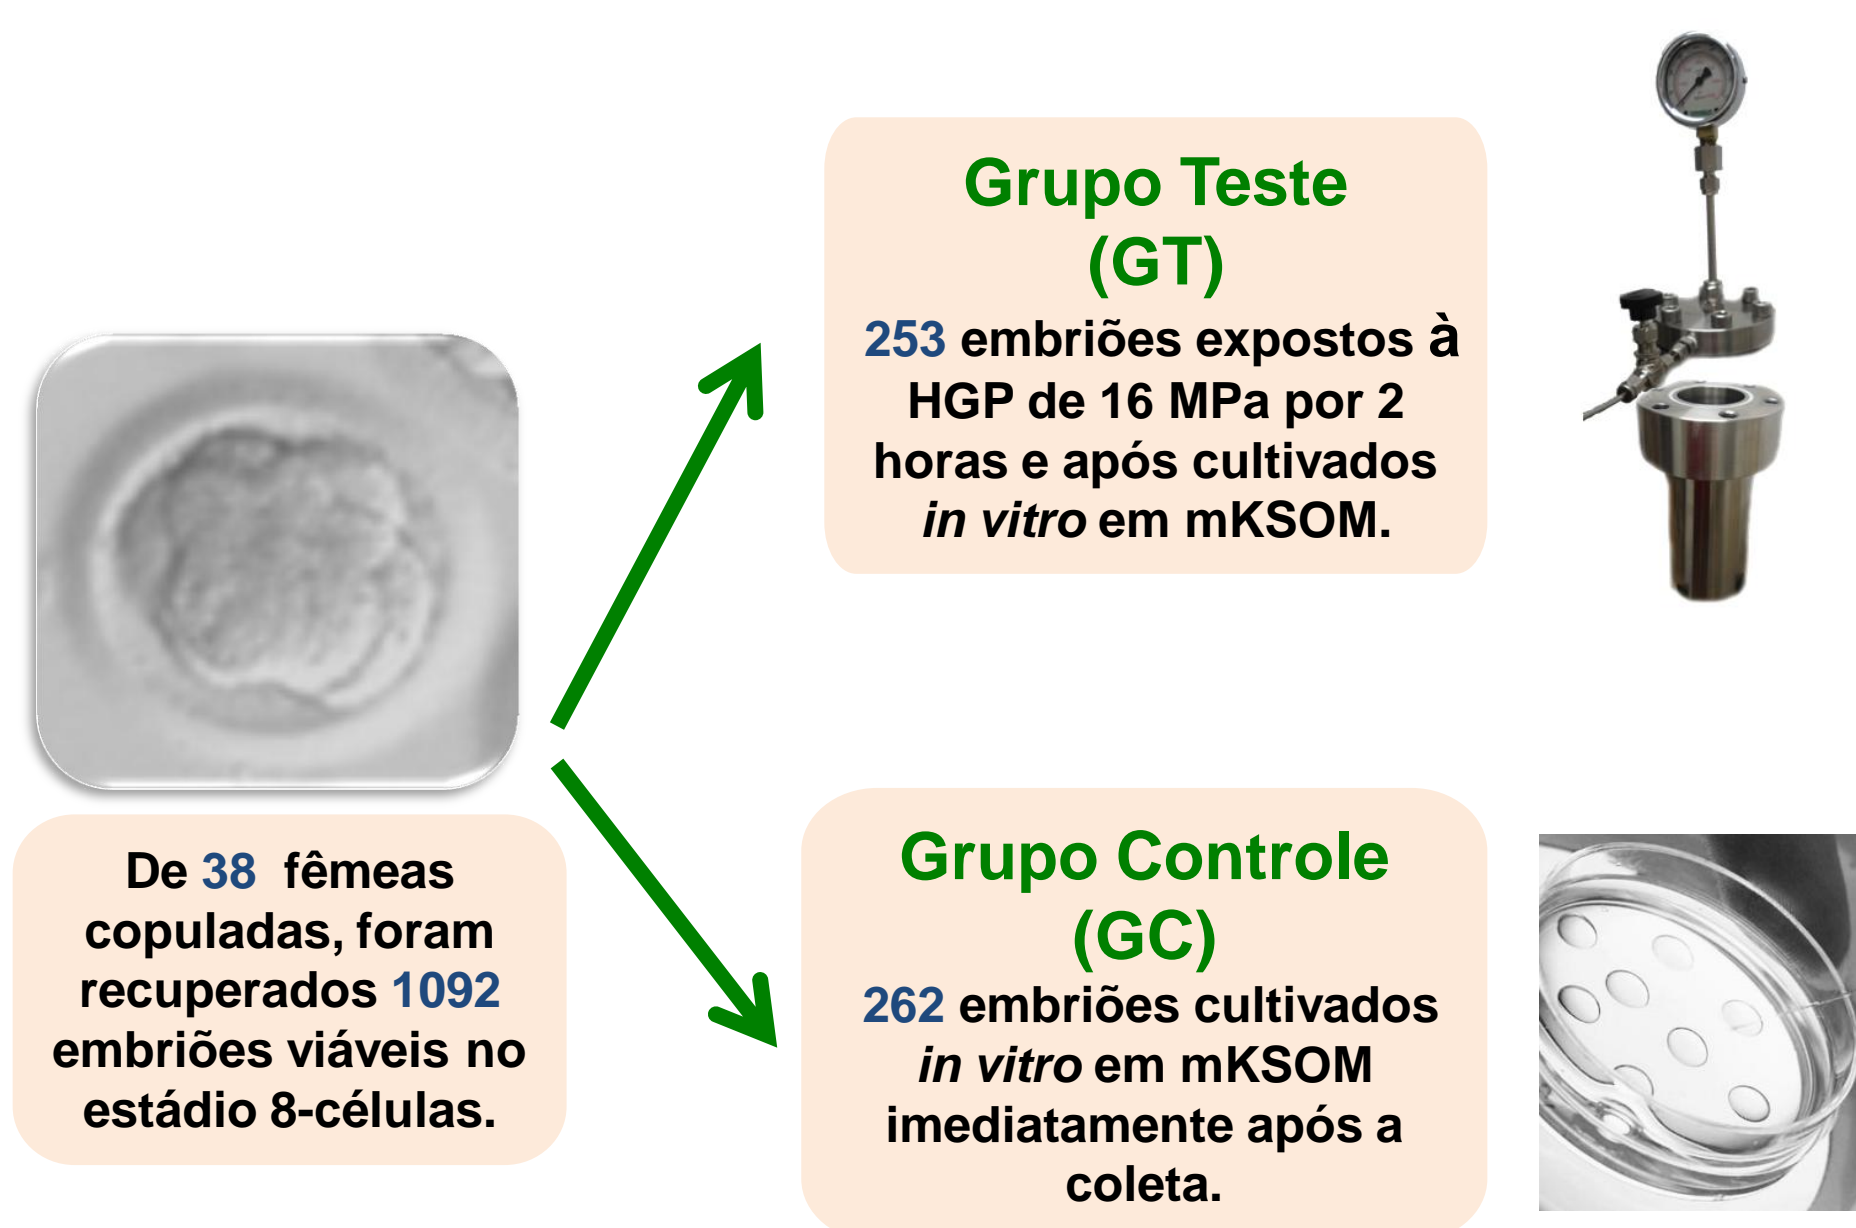 Grupo Teste
(GT)
253 embriões expostos à
HGP de 16 MPa por 2
horas e após cultivados
in vitro em mKSOM.
De 38 fêmeas
copuladas, foram
recuperados 1092
embriões viáveis no
estádio 8-células.
Grupo Controle
(GC)
262 embriões cultivados
in vitro em mKSOM
imediatamente após a
coleta.